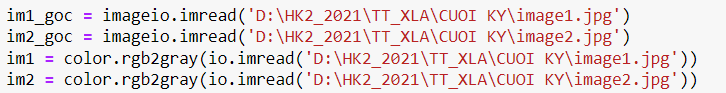 im1_goc = imageio.imread('D:\HK2_2021\TT_XLA\CUOI KY\image1.jpg')
im2_goc = imageio.imread('D:\HK2_2021\TT_XLA\CUOI KY\image2.jpg')
im1 = color.rgb2gray(io.imread('D:\HK2_2021\TT_XLA\CUOI KY\image1.jpg'))
im2 = color.rgb2gray(io.imread('D:\HK2_2021\TT_XLA\CUOI KY\image2.jpg'))